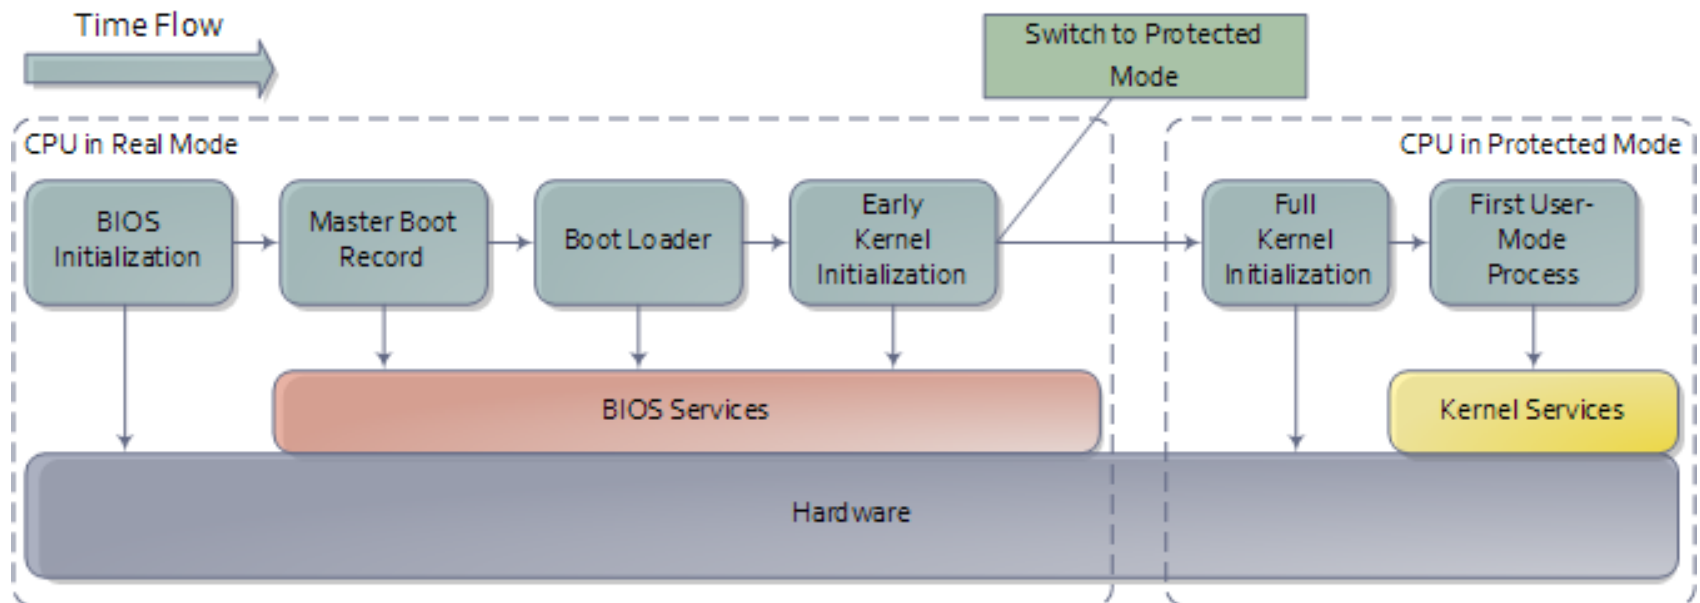 Time Flow
Switch to Protected
Mode
CPU in Real Mode
CPU in Protected Mode
BIOS
Initialization
Master Boot
Record
Boot Loader
Early
Kernel
Initialization
Full
Kernel
Initialization
First User-
Mode
Process
BIOS Services
Kernel Services
Hardware